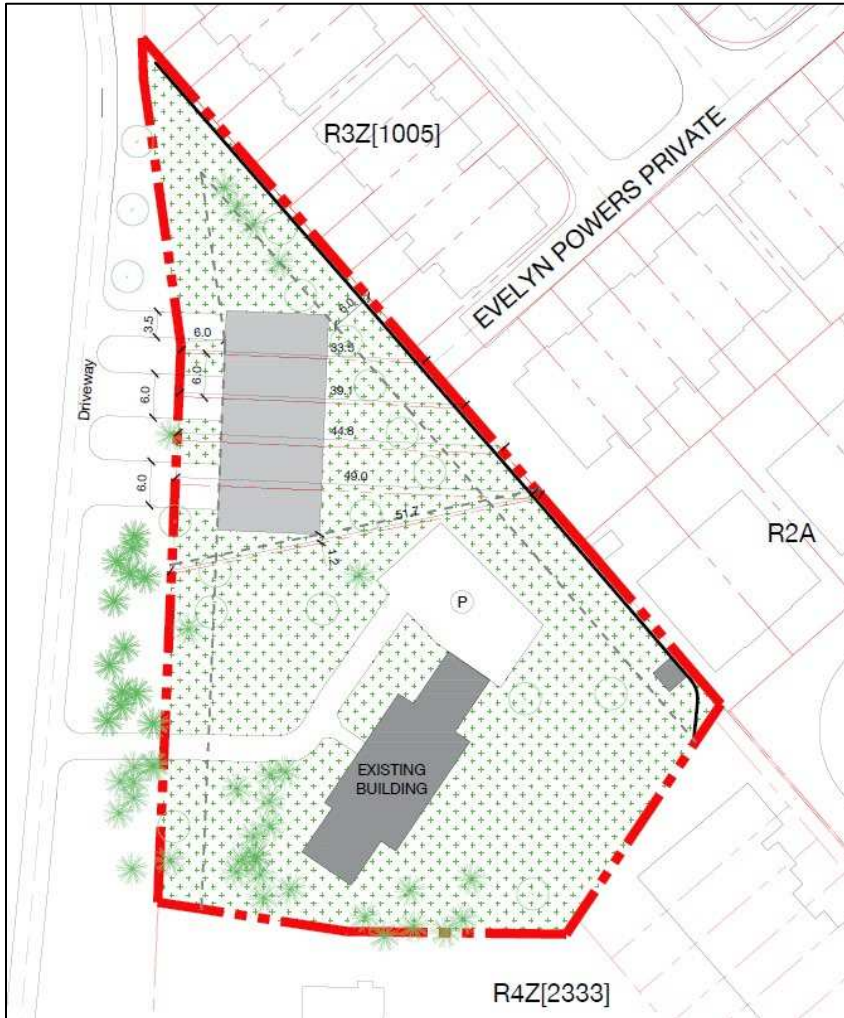 R3Z[1005]
EVELYN POWERS PRIVATE
6.0
3.5
6.0
33.5
Driveway
6.0
6.0
39.1
44.8
6.0
49.0
R2A
51.7
1.2
P
EXISTING
BUILDING
R4Z[2333]